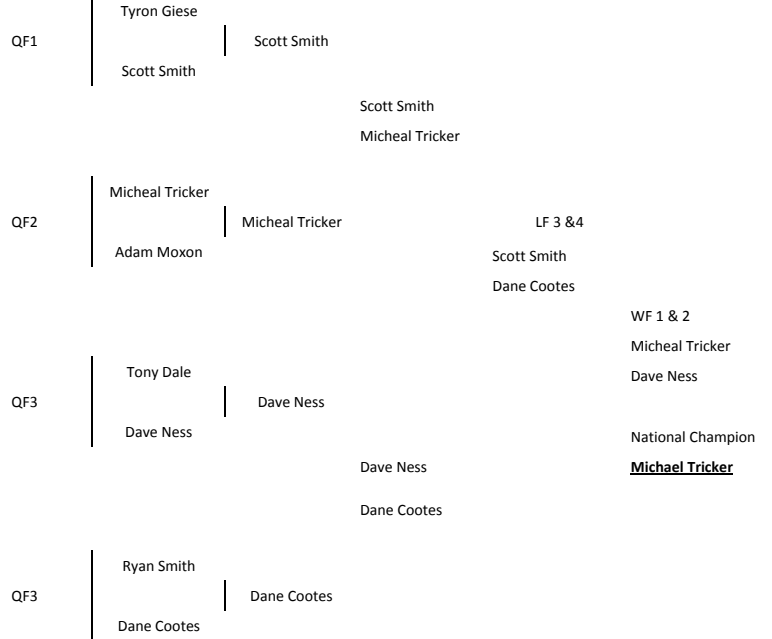 Tyron Giese
QF1 Scott Smith
Scott Smith
Scott Smith
Micheal Tricker
Micheal Tricker
QF2 Micheal Tricker LF 3 &4
Adam Moxon
Scott Smith
Dane Cootes
WF 1 & 2
Micheal Tricker
Tony Dale
Dave Ness
QF3 Dave Ness
Dave Ness
National Champion
Dave Ness
Michael Tricker
Dane Cootes
Ryan Smith
QF3 Dane Cootes
Dane Cootes